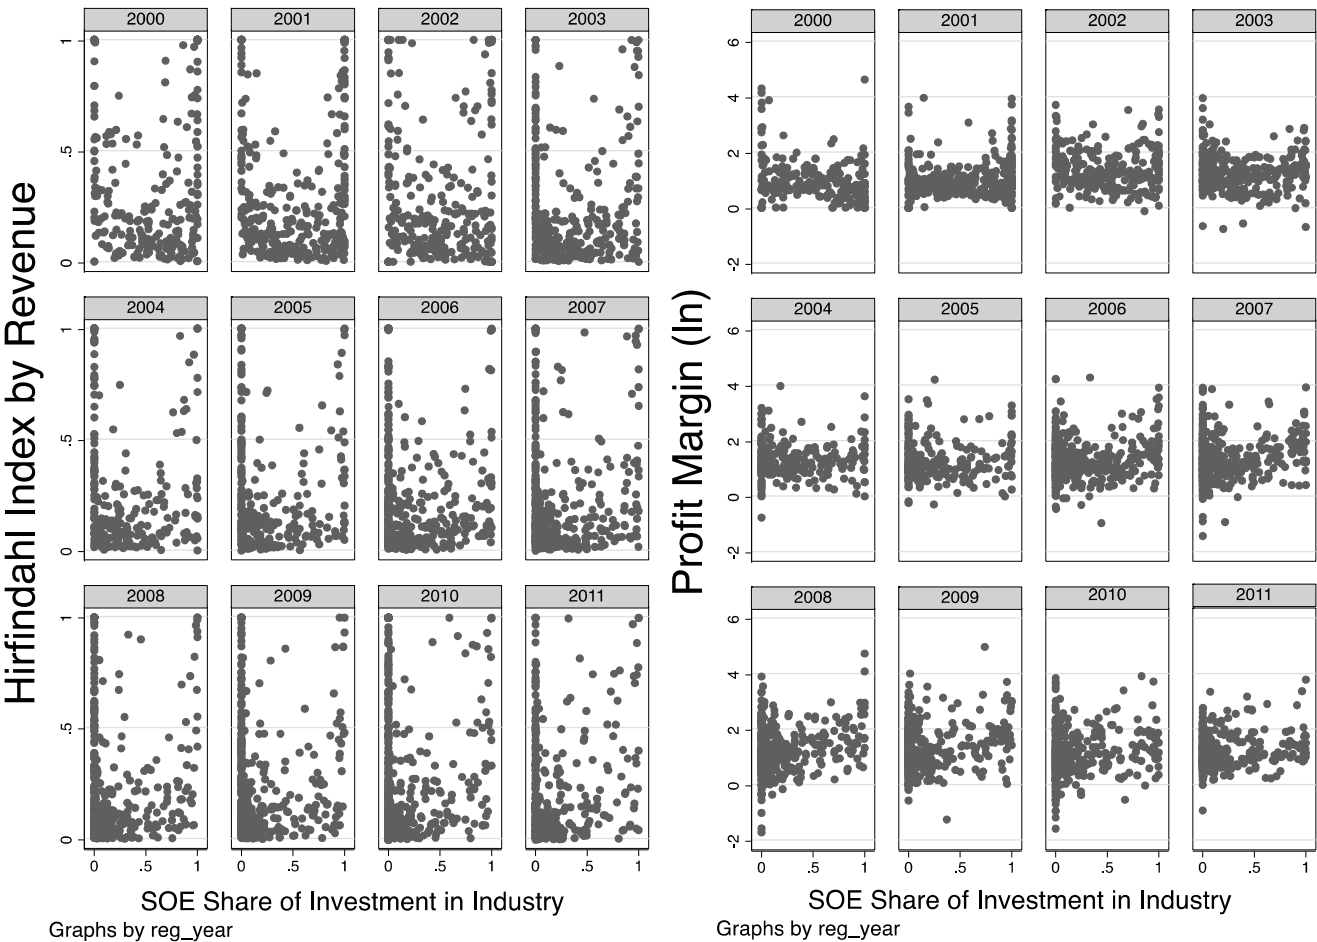 Hirfindahl Index by Revenue
2000 2001 2002 2003
1
.5
0
2004 2005 2006 2007
1
.5
0
2008 2009 2010 2011
1
.5
0
0 .5 1 0 .5 1 0 .5 1 0 .5 1
SOE Share of Investment in Industry
Graphs by reg_year
Profit Margin (ln)
2000 2001 2002 2003
6
4
2
0
-2
2004 2005 2006 2007
6
4
2
0
-2
2008 2009 2010 2011
6
4
2
0
-2
0 .5 1 0 .5 1 0 .5 1 0 .5 1
SOE Share of Investment in Industry
Graphs by reg_year